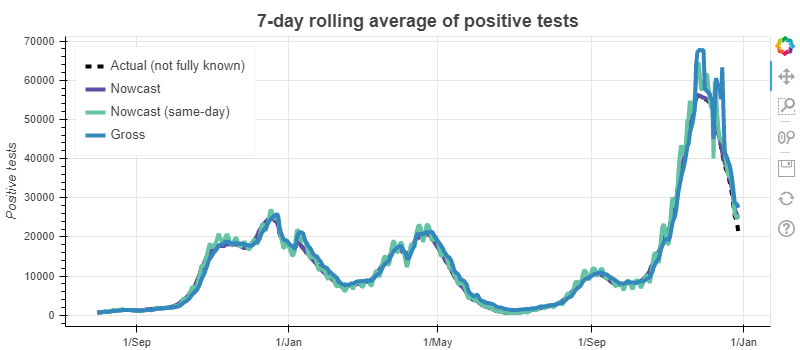 7-day rolling average of positive tests
70000
60000
50000
40000
30000
20000
10000
0
Positive tests
Actual (not fully known)
Nowcast
Nowcast (same-day)
Gross
1/Sep
1/Jan
1/May
1/Sep
1/Jan